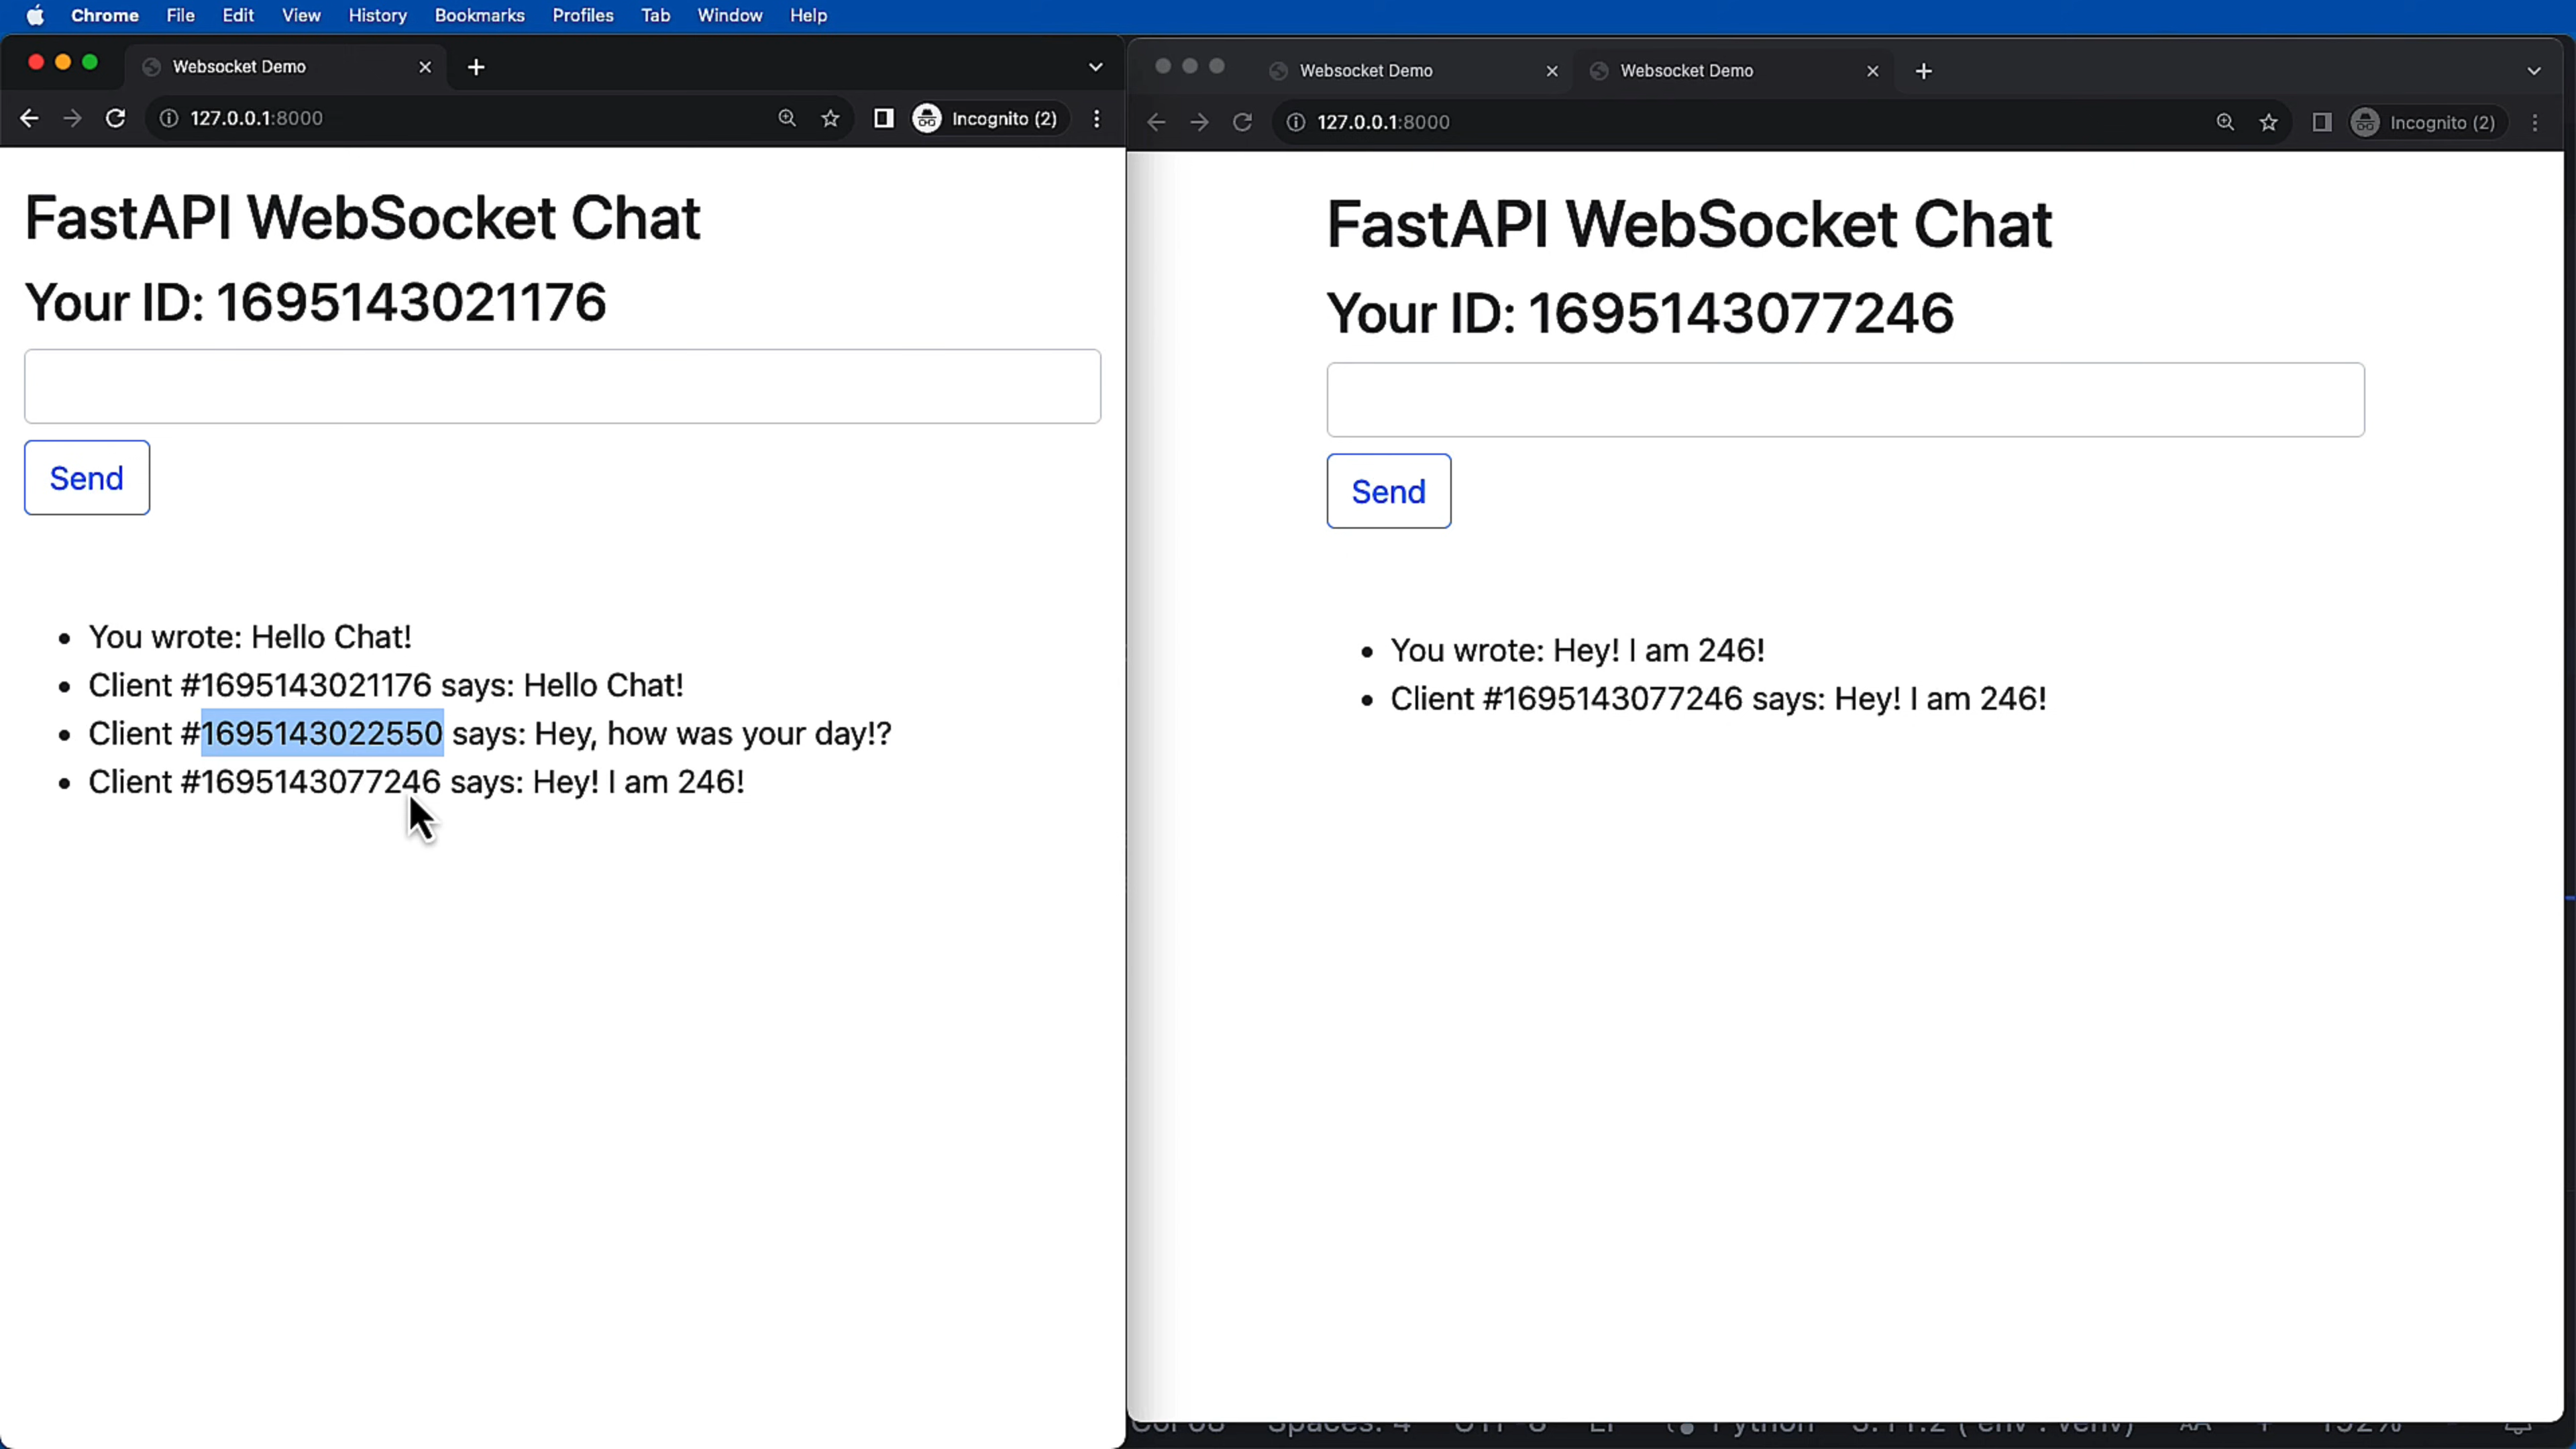 Chrome File Edit View History Bookmarks Profiles Tab Window Help
Websocket Demo
127.0.0.1:8000
Incognito (2)
FastAPI WebSocket Chat
Your ID: 1695143021176
Send
You wrote: Hello Chat!
Client #1695143021176 says: Hello Chat!
Client #1695143022550 says: Hey, how was your day!?
Client #1695143077246 says: Hey! I am 246!
Websocket Demo
Websocket Demo
127.0.0.1:8000
Incognito (2)
FastAPI WebSocket Chat
Your ID: 1695143077246
Send
You wrote: Hey! I am 246!
Client #1695143077246 says: Hey! I am 246!
Spaces: 4 Python